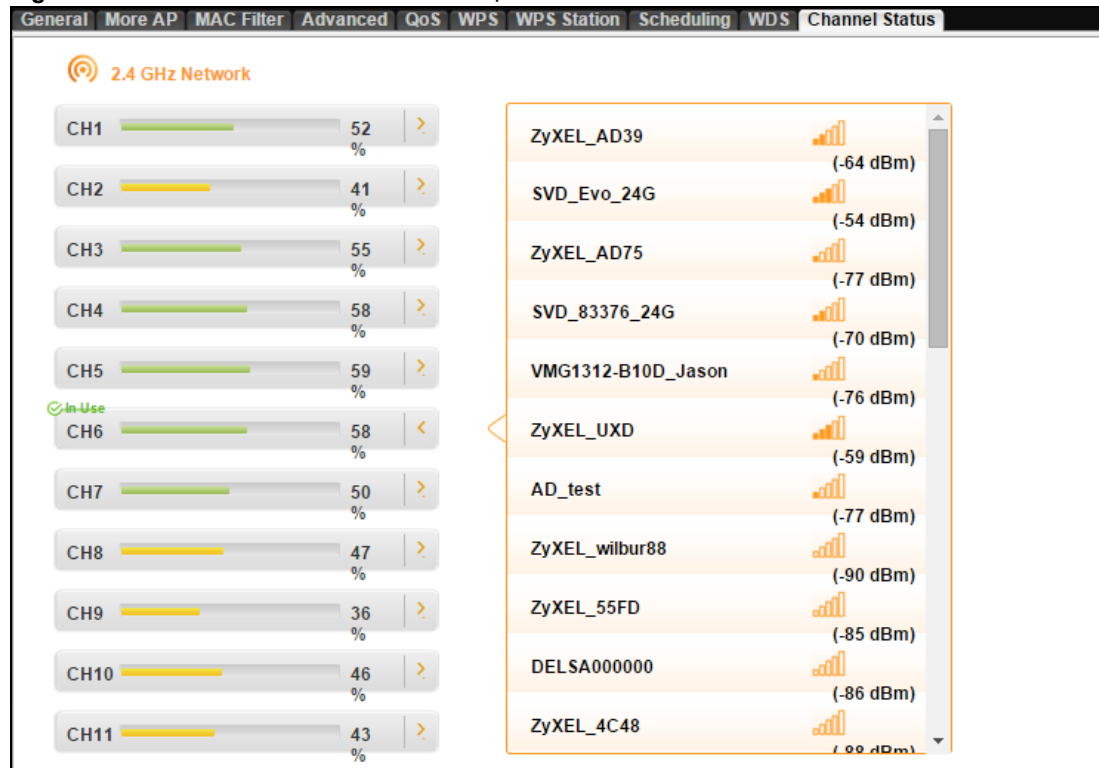 General More AP MAC Filter Advanced QoS WPS WPS Station Scheduling WDS Channel Status
2.4 GHz Network
CH1 52 %
CH2 41 %
CH3 55 %
CH4 58 %
CH5 59 %
In Use
CH6 58 %
CH7 50 %
CH8 47 %
CH9 36 %
CH10 46 %
CH11 43 %
ZyXEL_AD39
(-64 dBm)
SVD_Evo_24G
(-54 dBm)
ZyXEL_AD75
(-77 dBm)
SVD_83376_24G
(-70 dBm)
VMG1312-B10D_Jason
(-76 dBm)
ZyXEL_UXD
(-59 dBm)
AD_test
(-77 dBm)
ZyXEL_wilbur88
(-90 dBm)
ZyXEL_55FD
(-85 dBm)
DELSA000000
(-86 dBm)
ZyXEL_4C48
(-88 dBm)